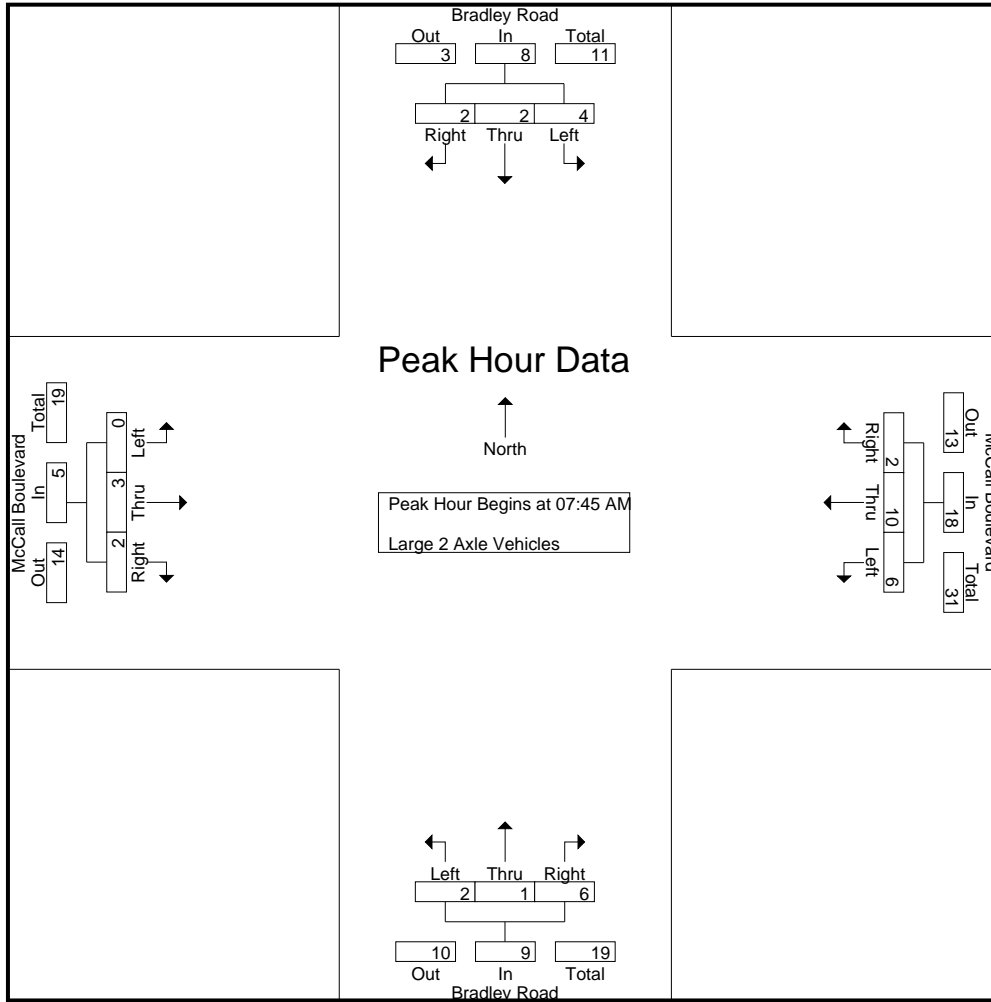 Bradley Road
Out In Total
3 8 11
2 2 4
Right Thru Left
Peak Hour Data
North
Peak Hour Begins at 07:45 AM
Large 2 Axle Vehicles
McCall Boulevard
Total In Out
19 5 14
0 3 2
Left Thru Right
McCall Boulevard
Out In Total
13 18 31
2 10 6
Right Thru Left
Left Thru Right
2 1 6
10 9 19
Out In Total
Bradley Road